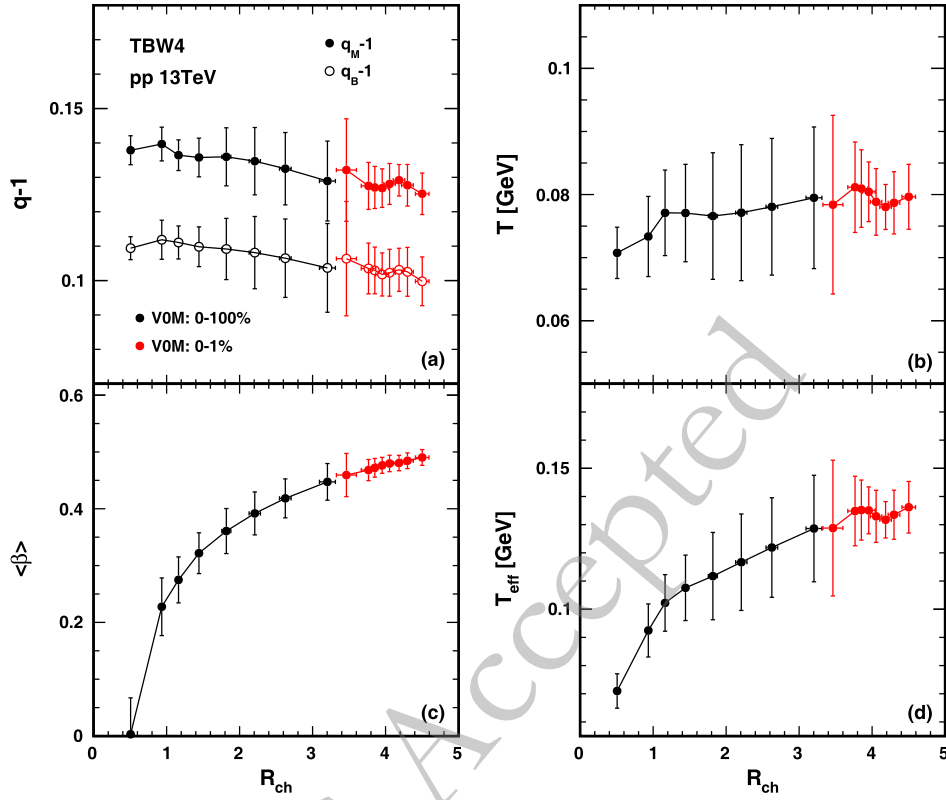 TBW4
pp 13TeV
q_M-1
q_B-1
0.15
0.1
q-1
V0M: 0-100%
V0M: 0-1%
(a)
0.1
0.08
0.06
T [GeV]
(b)
0.6
0.4
0.2
0
<β>
(c)
0 1 2 3 4 5
R_ch
0.15
0.1
T_eff [GeV]
(d)
0 1 2 3 4 5
R_ch
Accepted